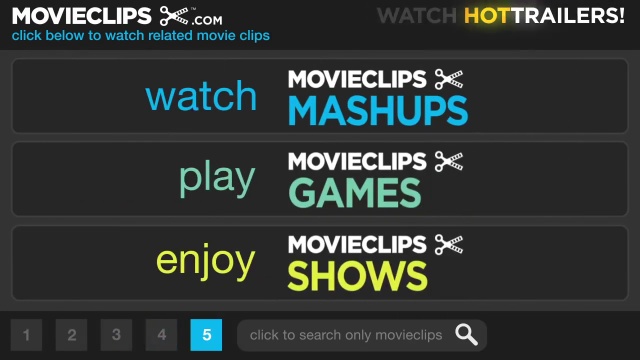 MOVIECLIPS .COM
WATCH HOTTRAILERS!
click below to watch related movie clips
watch
MOVIECLIPS
MASHUPS
play
MOVIECLIPS
GAMES
enjoy
MOVIECLIPS
SHOWS
1 2 3 4 5 click to search only movieclips